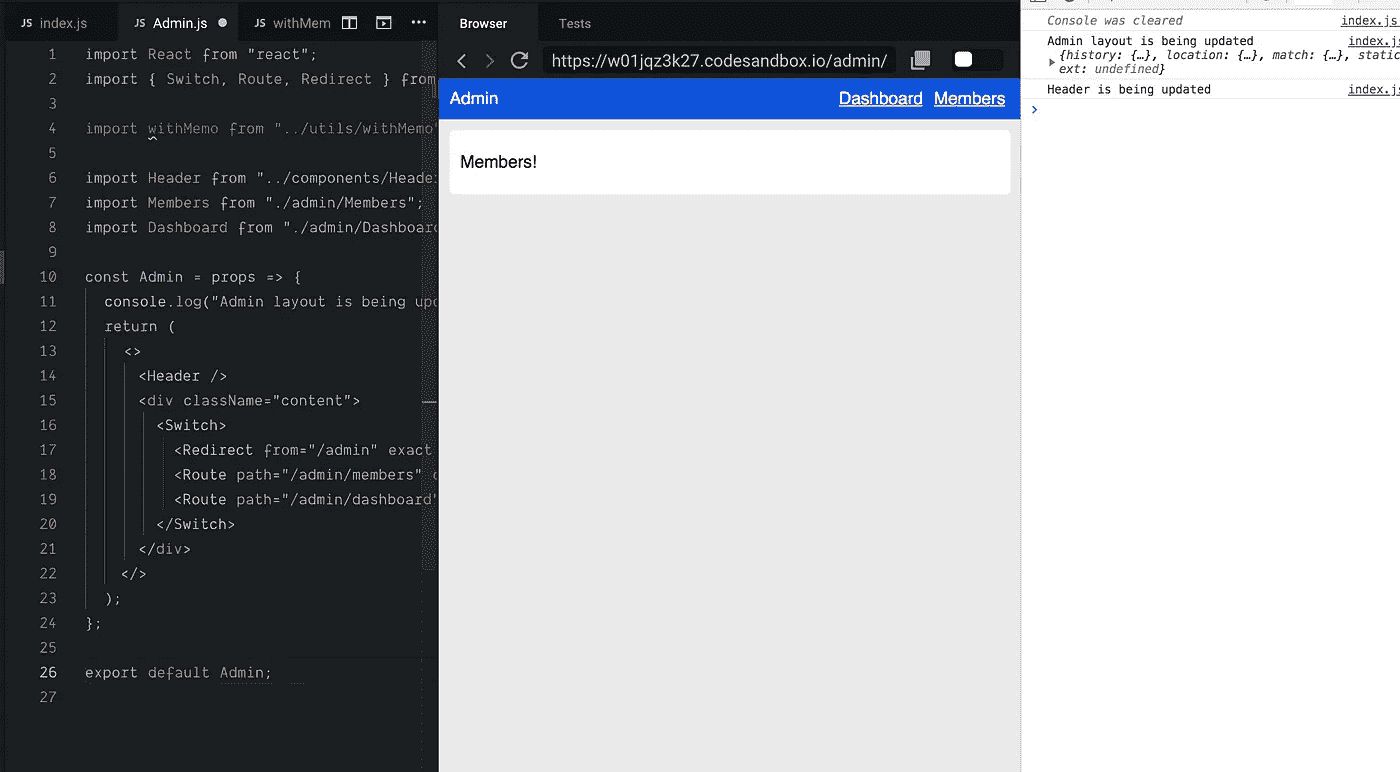 JS index.js
JS Admin.js
JS withMem
1 import React from "react";
2 import { Switch, Route, Redirect } from
3
4 import withMemo from "../utils/withMemo"
5
6 import Header from "../components/Header
7 import Members from "./admin/Members";
8 import Dashboard from "./admin/Dashboard
9
10 const Admin = props => {
11 console.log("Admin layout is being upd
12 return (
13 <>
14 <Header />
15 <div className="content">
16 <Switch>
17 <Redirect from="/admin" exact
18 <Route path="/admin/members" c
19 <Route path="/admin/dashboard"
20 </Switch>
21 </div>
22 </>
23 );
24 };
25
26 export default Admin;
27
Browser Tests
https://w01jqz3k27.codesandbox.io/admin/
Admin Dashboard Members
Members!
Console was cleared index.js
Admin layout is being updated index.js
{history: {…}, location: {…}, match: {…}, static
ext: undefined}
Header is being updated index.js